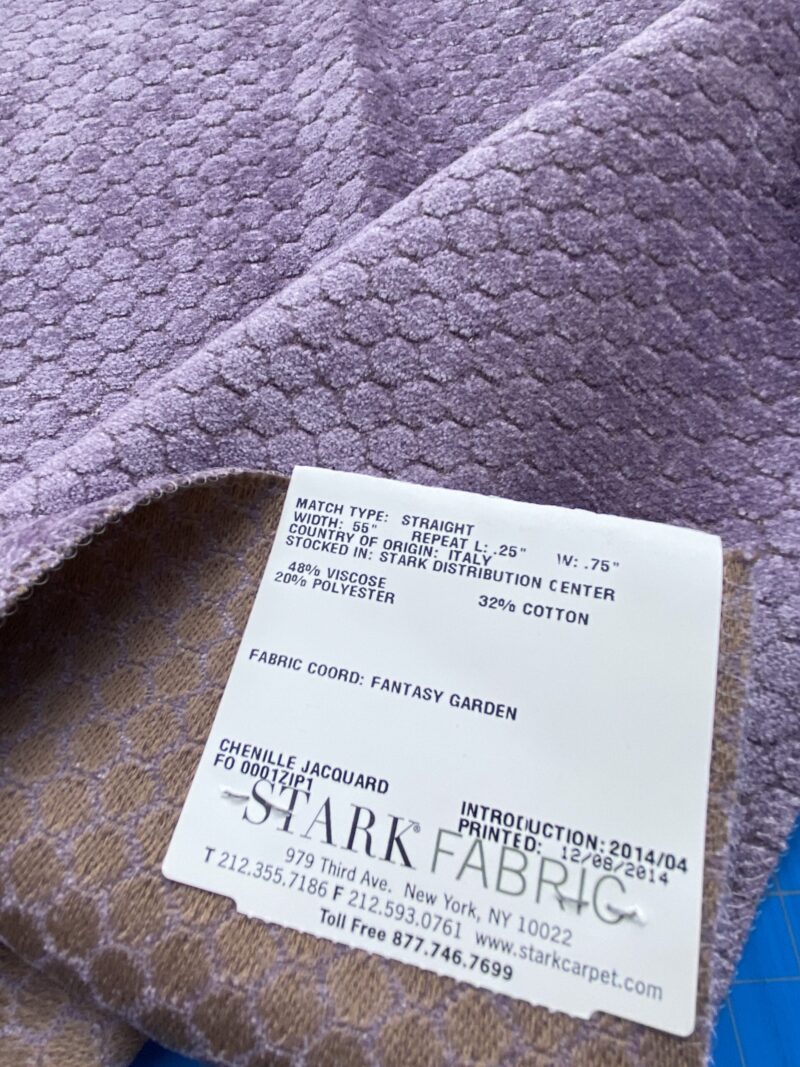 MATCH TYPE: STRAIGHT
WIDTH: 55" REPEAT L: .25" W: .75"
COUNTRY OF ORIGIN: ITALY
STOCKED IN: STARK DISTRIBUTION CENTER
48% VISCOSE 32% COTTON
20% POLYESTER
FABRIC COORD: FANTASY GARDEN
CHENILLE JACQUARD
FO 0001ZIP1
INTRODUCTION: 2014/04
PRINTED: 12/08/2014
STARK® FABRIC
979 Third Ave. New York, NY 10022
T 212.355.7186 F 212.593.0761 www.starkcarpet.com
Toll Free 877.746.7699